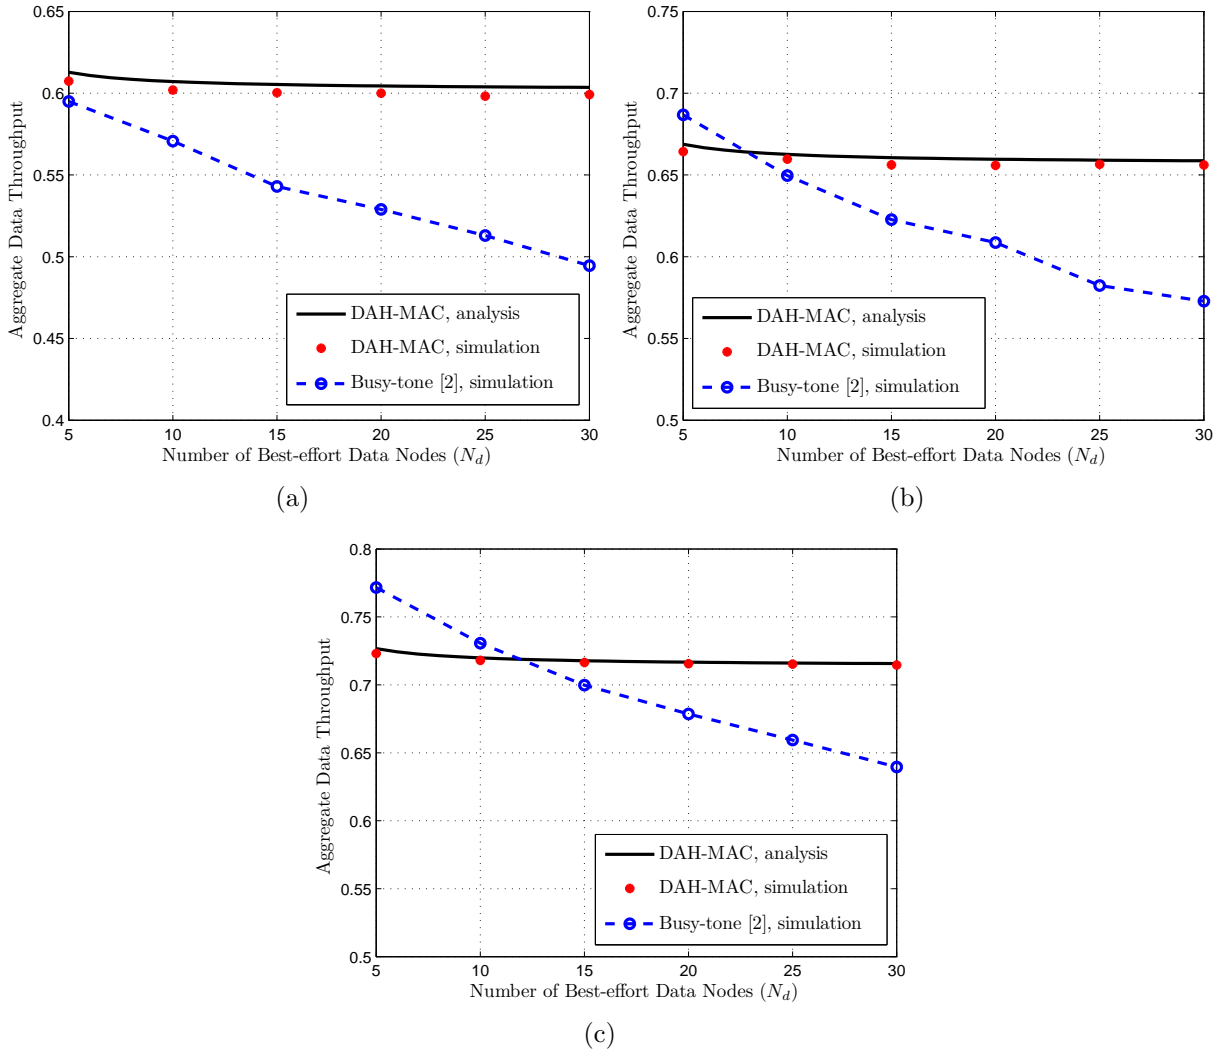 0.65
0.6
0.55
0.5
0.45
0.4
Aggregate Data Throughput
DAH-MAC, analysis
DAH-MAC, simulation
Busy-tone [2], simulation
5 10 15 20 25 30
Number of Best-effort Data Nodes (N_d)
(a)
0.75
0.7
0.65
0.6
0.55
0.5
Aggregate Data Throughput
DAH-MAC, analysis
DAH-MAC, simulation
Busy-tone [2], simulation
5 10 15 20 25 30
Number of Best-effort Data Nodes (N_d)
(b)
0.8
0.75
0.7
0.65
0.6
0.55
0.5
Aggregate Data Throughput
DAH-MAC, analysis
DAH-MAC, simulation
Busy-tone [2], simulation
5 10 15 20 25 30
Number of Best-effort Data Nodes (N_d)
(c)